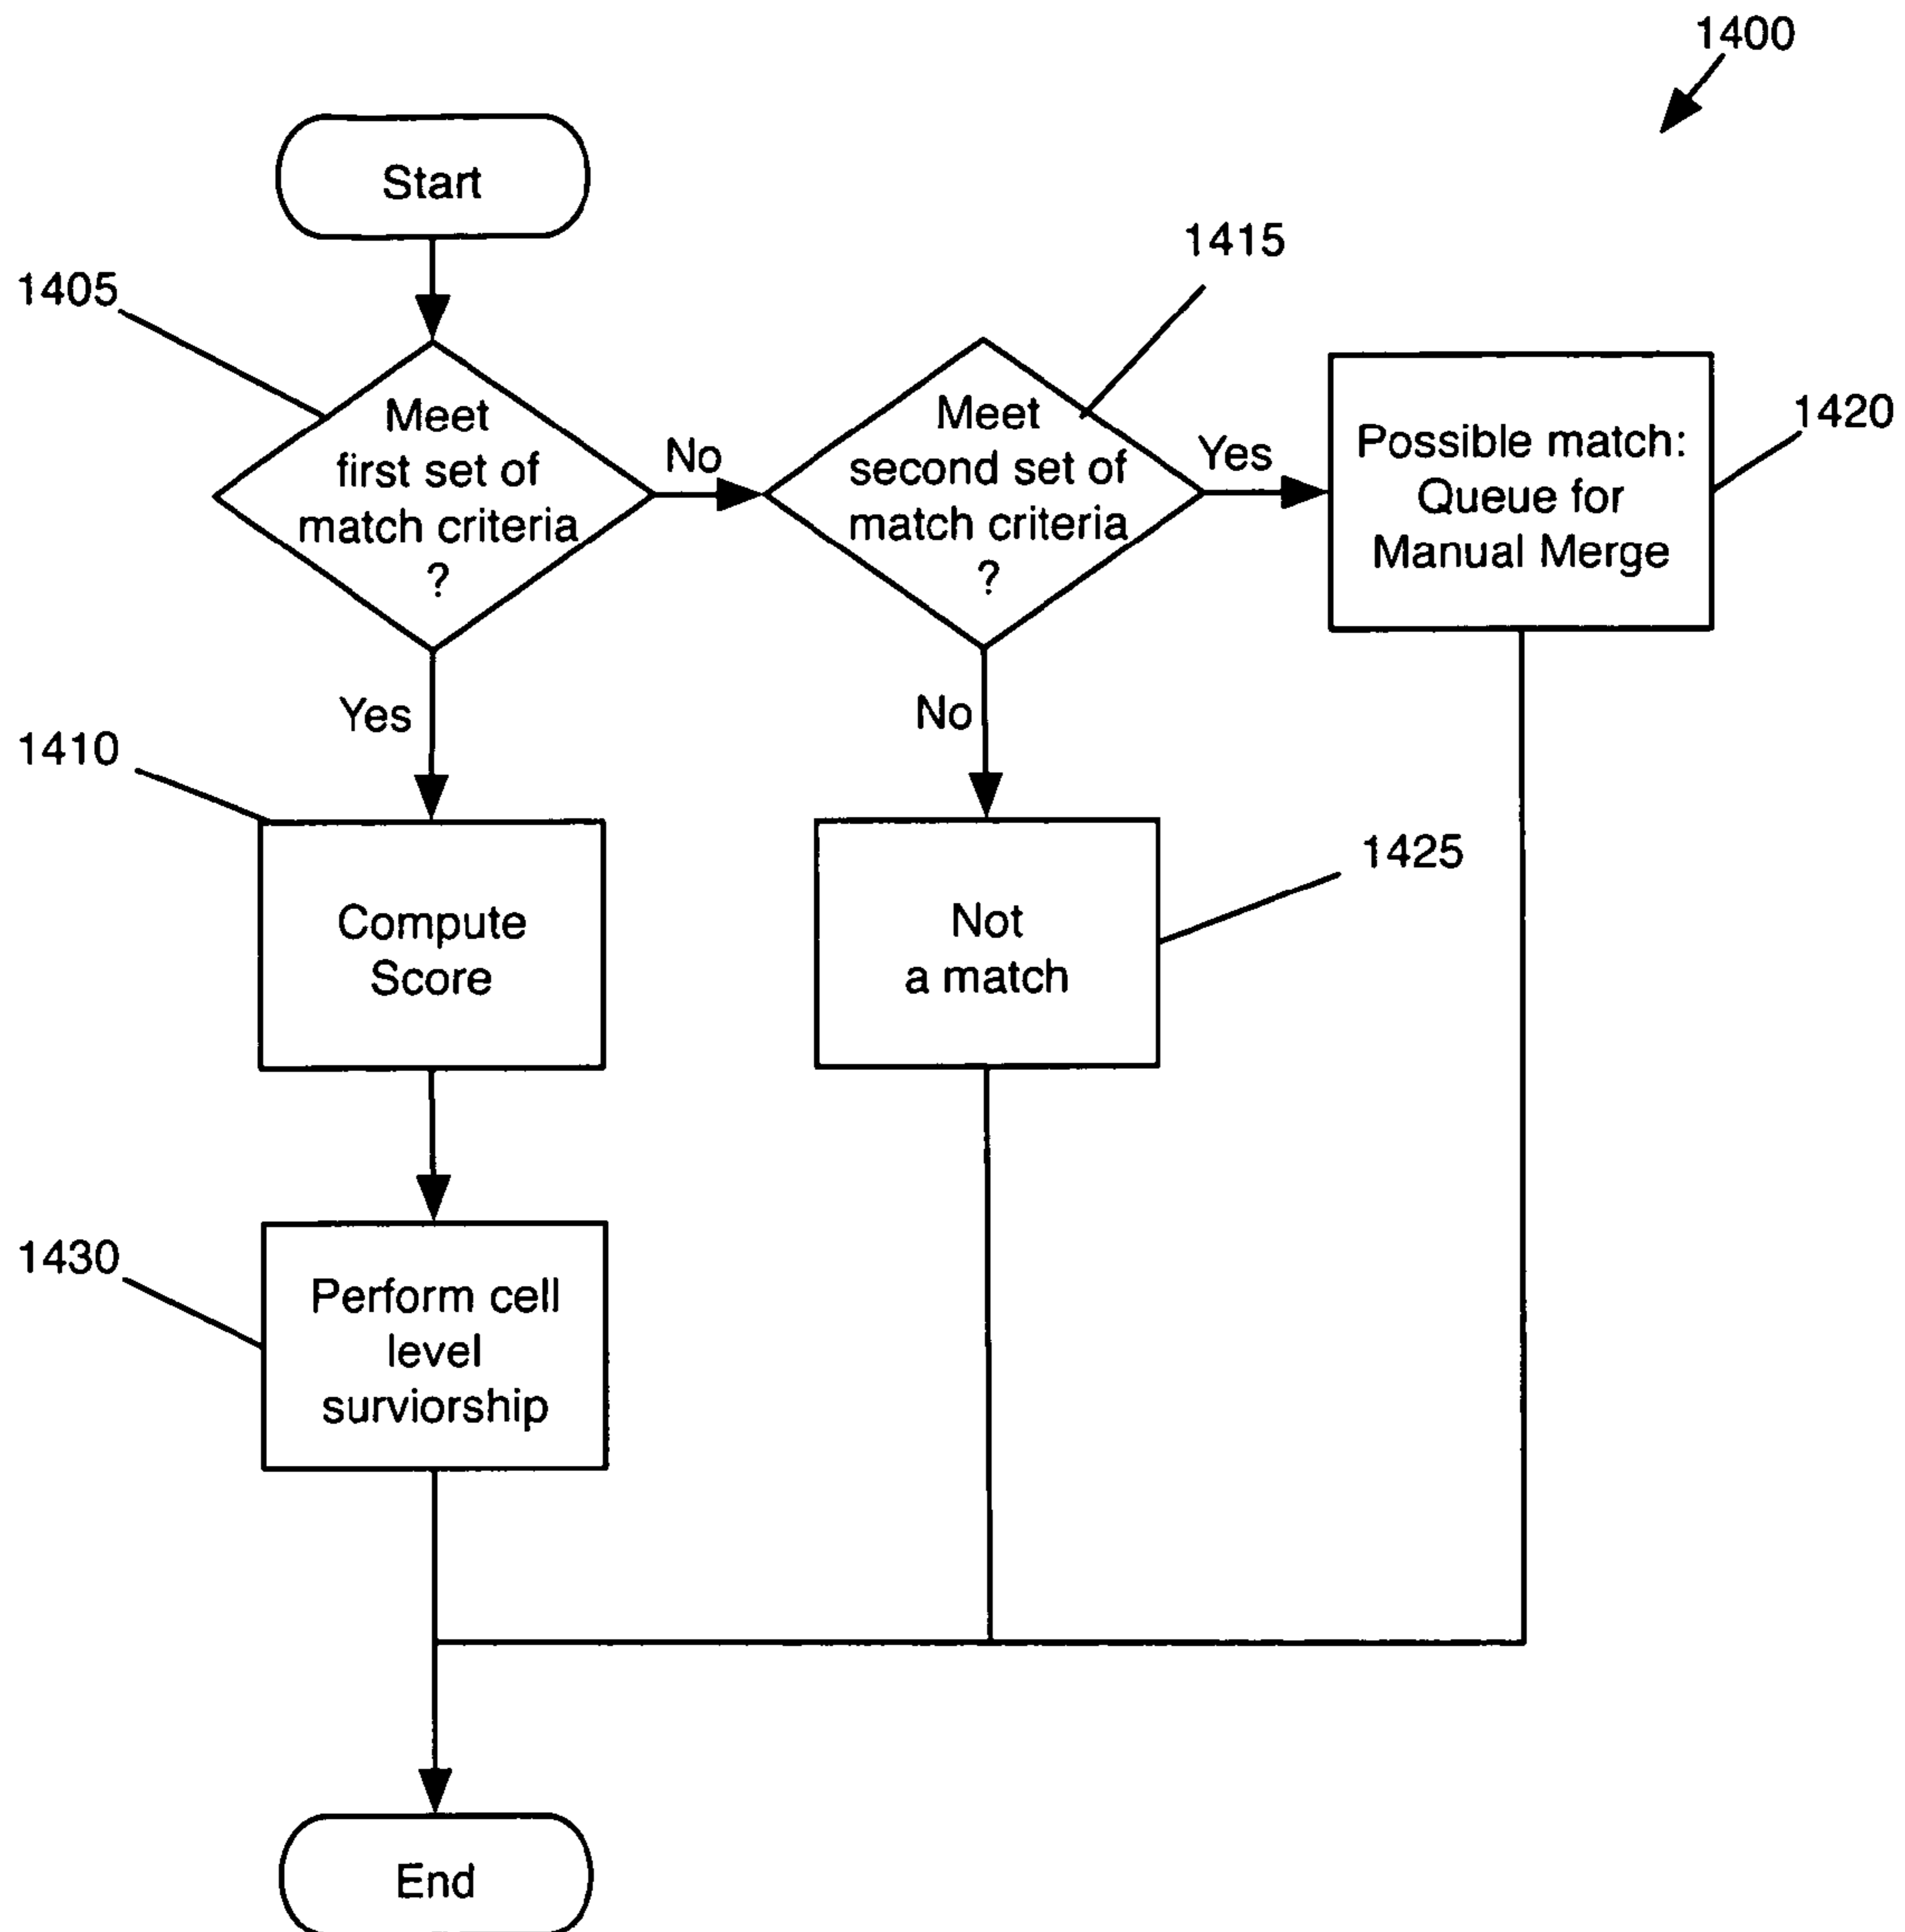 1400
Start
1405
1415
Meet
first set of
match criteria
?
No
Meet
second set of
match criteria
?
Yes
Possible match:
Queue for
Manual Merge
1420
Yes
No
1410
Compute
Score
Not
a match
1425
1430
Perform cell
level
surviorship
End